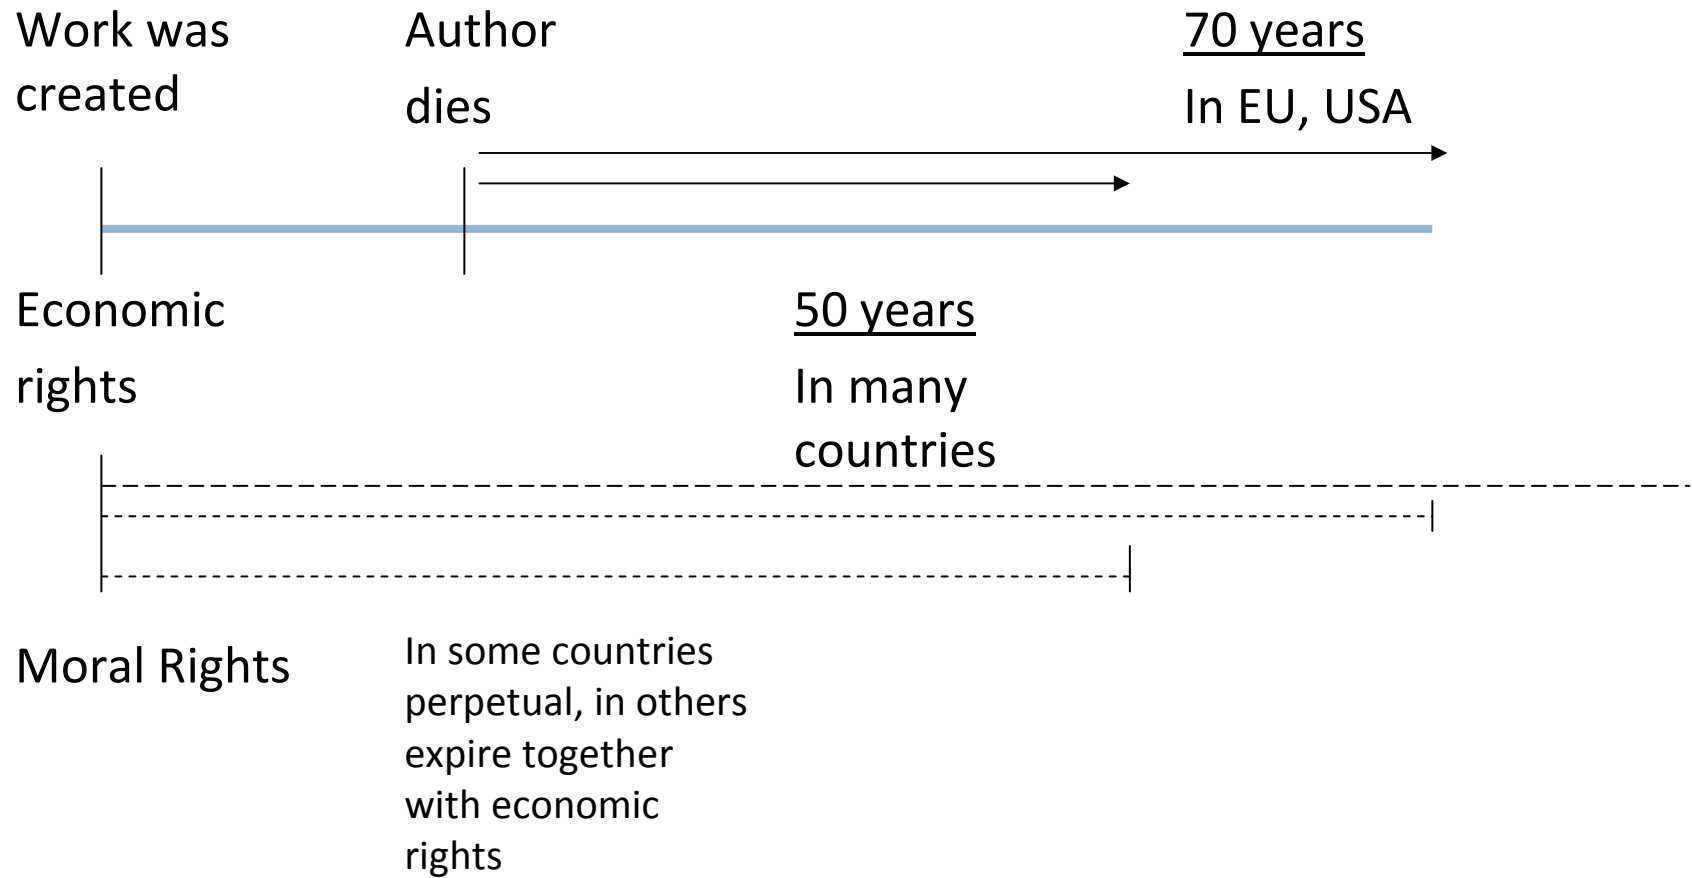 Work was
created
Author
dies
70 years
In EU, USA
Economic
rights
50 years
In many
countries
Moral Rights
In some countries
perpetual, in others
expire together
with economic
rights